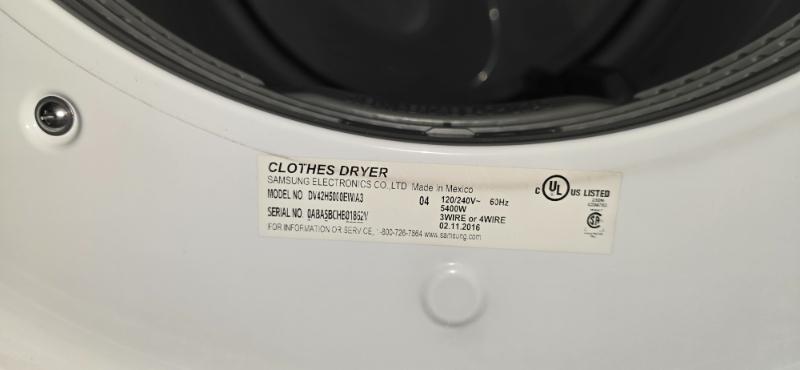 CLOTHES DRYER
SAMSUNG ELECTRONICS CO.,LTD Made in Mexico
MODEL NO. DV42H5000EW/A3
04
120/240V~ 60Hz
5400W
3WIRE or 4WIRE
02.11.2016
SERIAL NO.
FOR INFORMATION OR SERVICE, 1-800-726-7864 www.samsung.com
C UL US LISTED